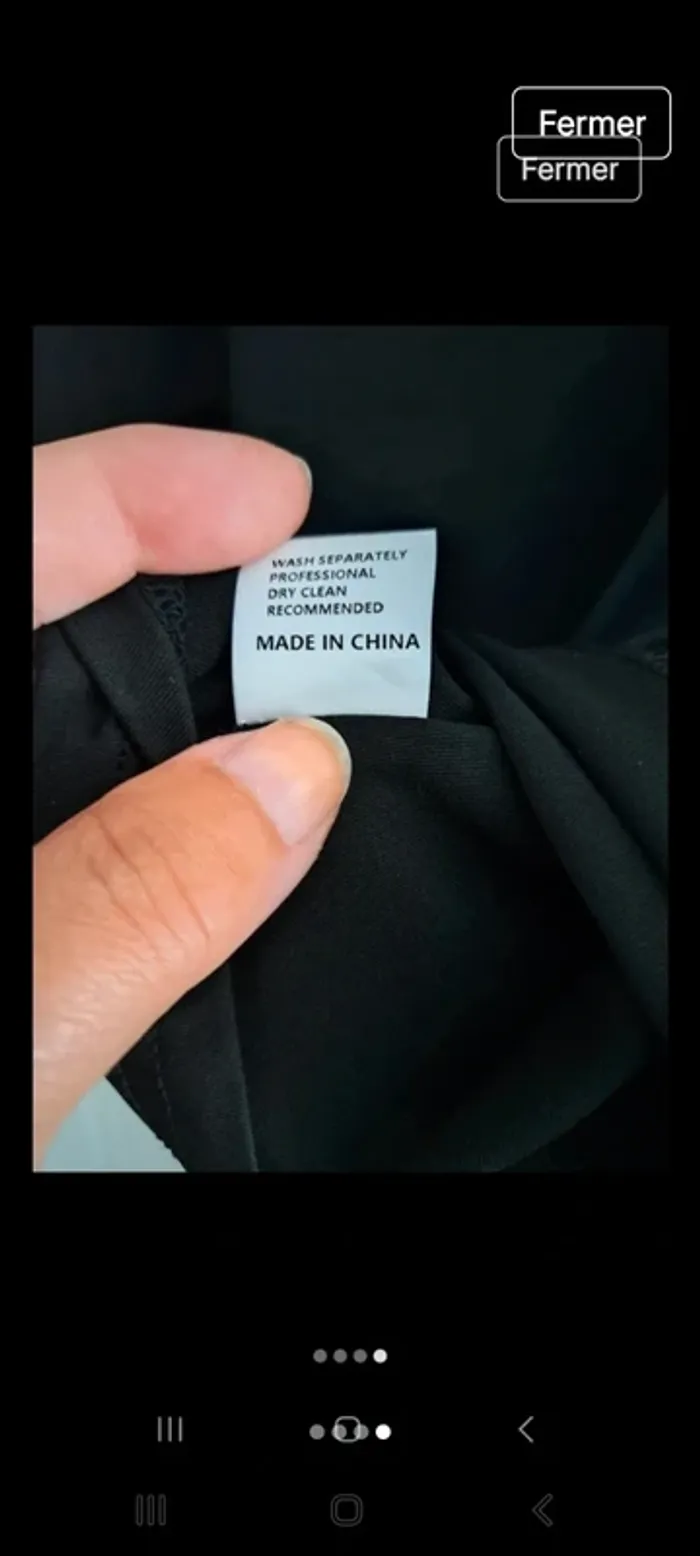 Fermer
Fermer
WASH SEPARATELY
PROFESSIONAL
DRY CLEAN
RECOMMENDED
MADE IN CHINA